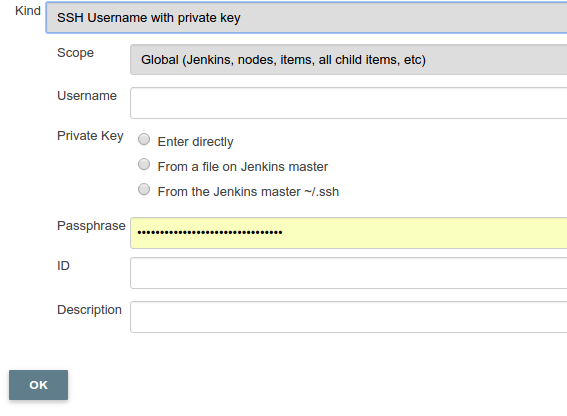 Kind SSH Username with private key
Scope Global (Jenkins, nodes, items, all child items, etc)
Username
Private Key Enter directly
From a file on Jenkins master
From the Jenkins master ~/.ssh
Passphrase ••••••••••••••••••••••••••••••••
ID
Description
OK